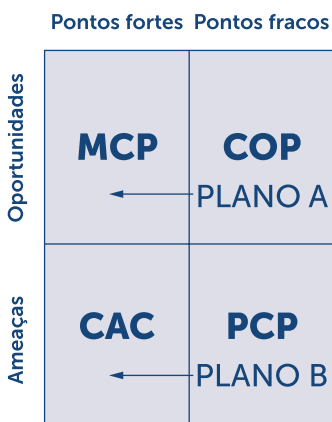 Pontos fortes Pontos fracos
Oportunidades
MCP COP
PLANO A
Ameaças
CAC PCP
PLANO B